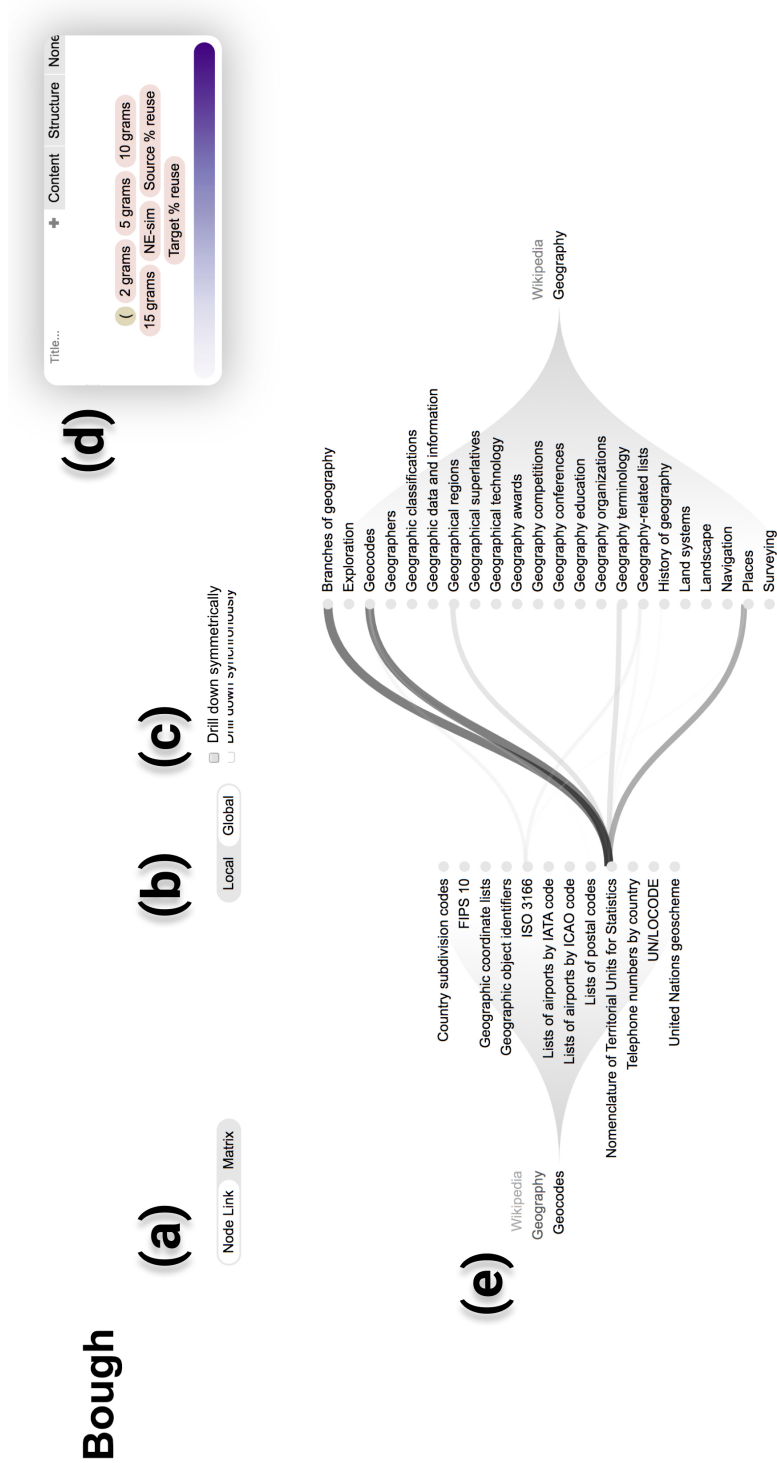 Bough
(a)
Node Link Matrix
(b)
Local Global
(c)
Drill down symmetrically
Drill down synchronously
(d)
Title... + Content Structure None
( 2 grams 5 grams 10 grams
15 grams NE-sim Source % reuse
Target % reuse
(e)
Wikipedia
Geography
Geocodes
Country subdivision codes
FIPS 10
Geographic coordinate lists
Geographic object identifiers
ISO 3166
Lists of airports by IATA code
Lists of airports by ICAO code
Lists of postal codes
Nomenclature of Territorial Units for Statistics
Telephone numbers by country
UN/LOCODE
United Nations geoscheme
Branches of geography
Exploration
Geocodes
Geographers
Geographic classifications
Geographic data and information
Geographical regions
Geographical superlatives
Geographical technology
Geography awards
Geography competitions
Geography conferences
Geography education
Geography organizations
Geography terminology
Geography-related lists
History of geography
Land systems
Landscape
Navigation
Places
Surveying
Wikipedia
Geography